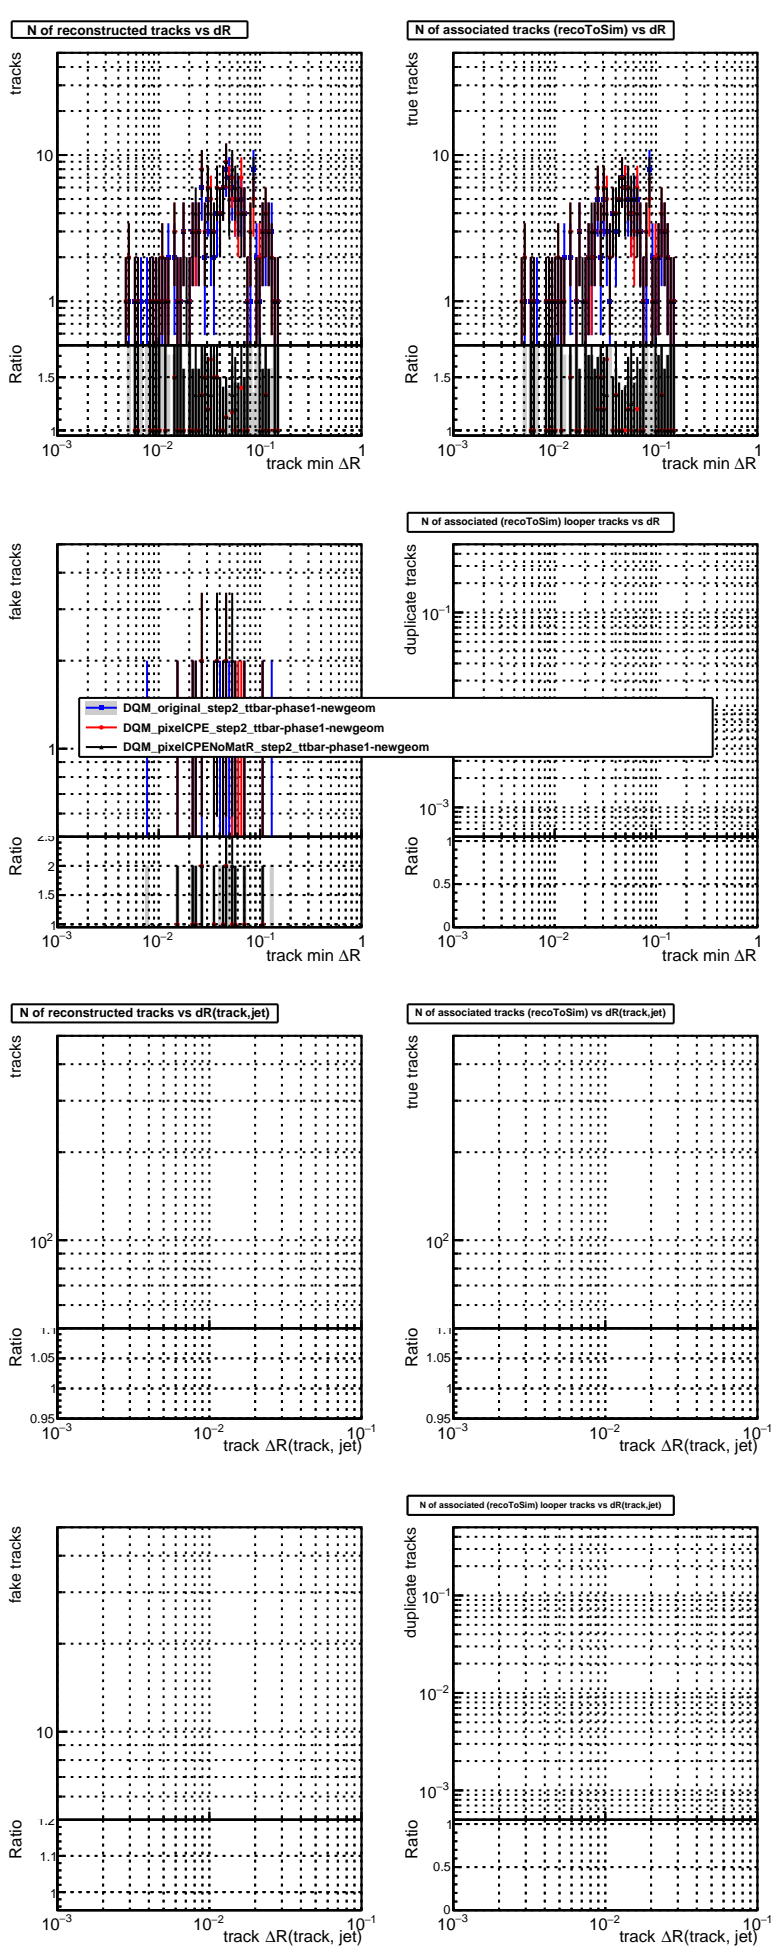 N of reconstructed tracks vs dR
tracks
10
1
Ratio
1.5
1
10−3 10−2 10−1 1
track min ΔR
N of associated tracks (recoToSim) vs dR
true tracks
10
1
Ratio
1.5
1
10−3 10−2 10−1 1
track min ΔR
fake tracks
1
Ratio
2.5
2
1.5
1
10−3 10−2 10−1 1
track min ΔR
N of associated (recoToSim) looper tracks vs dR
duplicate tracks
10−1
10−3
Ratio
1
0.5
0
10−3 10−2 10−1 1
track min ΔR
DQM_original_step2_ttbar-phase1-newgeom
DQM_pixelCPE_step2_ttbar-phase1-newgeom
DQM_pixelCPENoMatR_step2_ttbar-phase1-newgeom
N of reconstructed tracks vs dR(track,jet)
tracks
102
Ratio
1.1
1.05
1
0.95
10−3 10−2 10−1
track ΔR(track, jet)
N of associated tracks (recoToSim) vs dR(track,jet)
true tracks
102
Ratio
1.1
1.05
1
0.95
10−3 10−2 10−1
track ΔR(track, jet)
fake tracks
10
Ratio
1.2
1.1
1
10−3 10−2 10−1
track ΔR(track, jet)
N of associated (recoToSim) looper tracks vs dR(track,jet)
duplicate tracks
10−1
10−2
10−3
Ratio
1
0.5
0
10−3 10−2 10−1
track ΔR(track, jet)